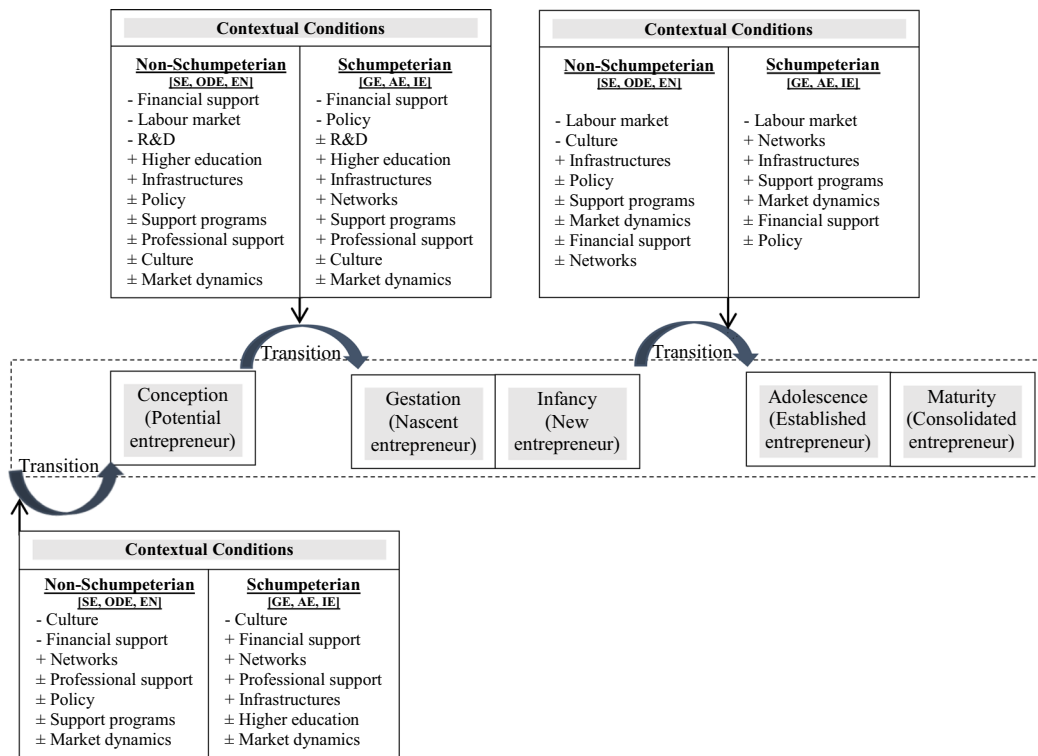 Contextual Conditions
Non-Schumpeterian
[SE, ODE, EN]
- Financial support
- Labour market
- R&D
+ Higher education
+ Infrastructures
± Policy
± Support programs
± Professional support
± Culture
± Market dynamics
Schumpeterian
[GE, AE, IE]
- Financial support
- Policy
± R&D
+ Higher education
+ Infrastructures
+ Networks
+ Support programs
+ Professional support
± Culture
± Market dynamics
Contextual Conditions
Non-Schumpeterian
[SE, ODE, EN]
- Labour market
- Culture
+ Infrastructures
± Policy
± Support programs
± Market dynamics
± Financial support
± Networks
Schumpeterian
[GE, AE, IE]
- Labour market
+ Networks
+ Infrastructures
+ Support programs
+ Market dynamics
± Financial support
± Policy
Transition
Transition
Conception
(Potential
entrepreneur)
Gestation
(Nascent
entrepreneur)
Infancy
(New
entrepreneur)
Adolescence
(Established
entrepreneur)
Maturity
(Consolidated
entrepreneur)
Transition
Contextual Conditions
Non-Schumpeterian
[SE, ODE, EN]
- Culture
- Financial support
+ Networks
± Professional support
± Policy
± Support programs
± Market dynamics
Schumpeterian
[GE, AE, IE]
- Culture
+ Financial support
+ Networks
+ Professional support
+ Infrastructures
± Higher education
± Market dynamics